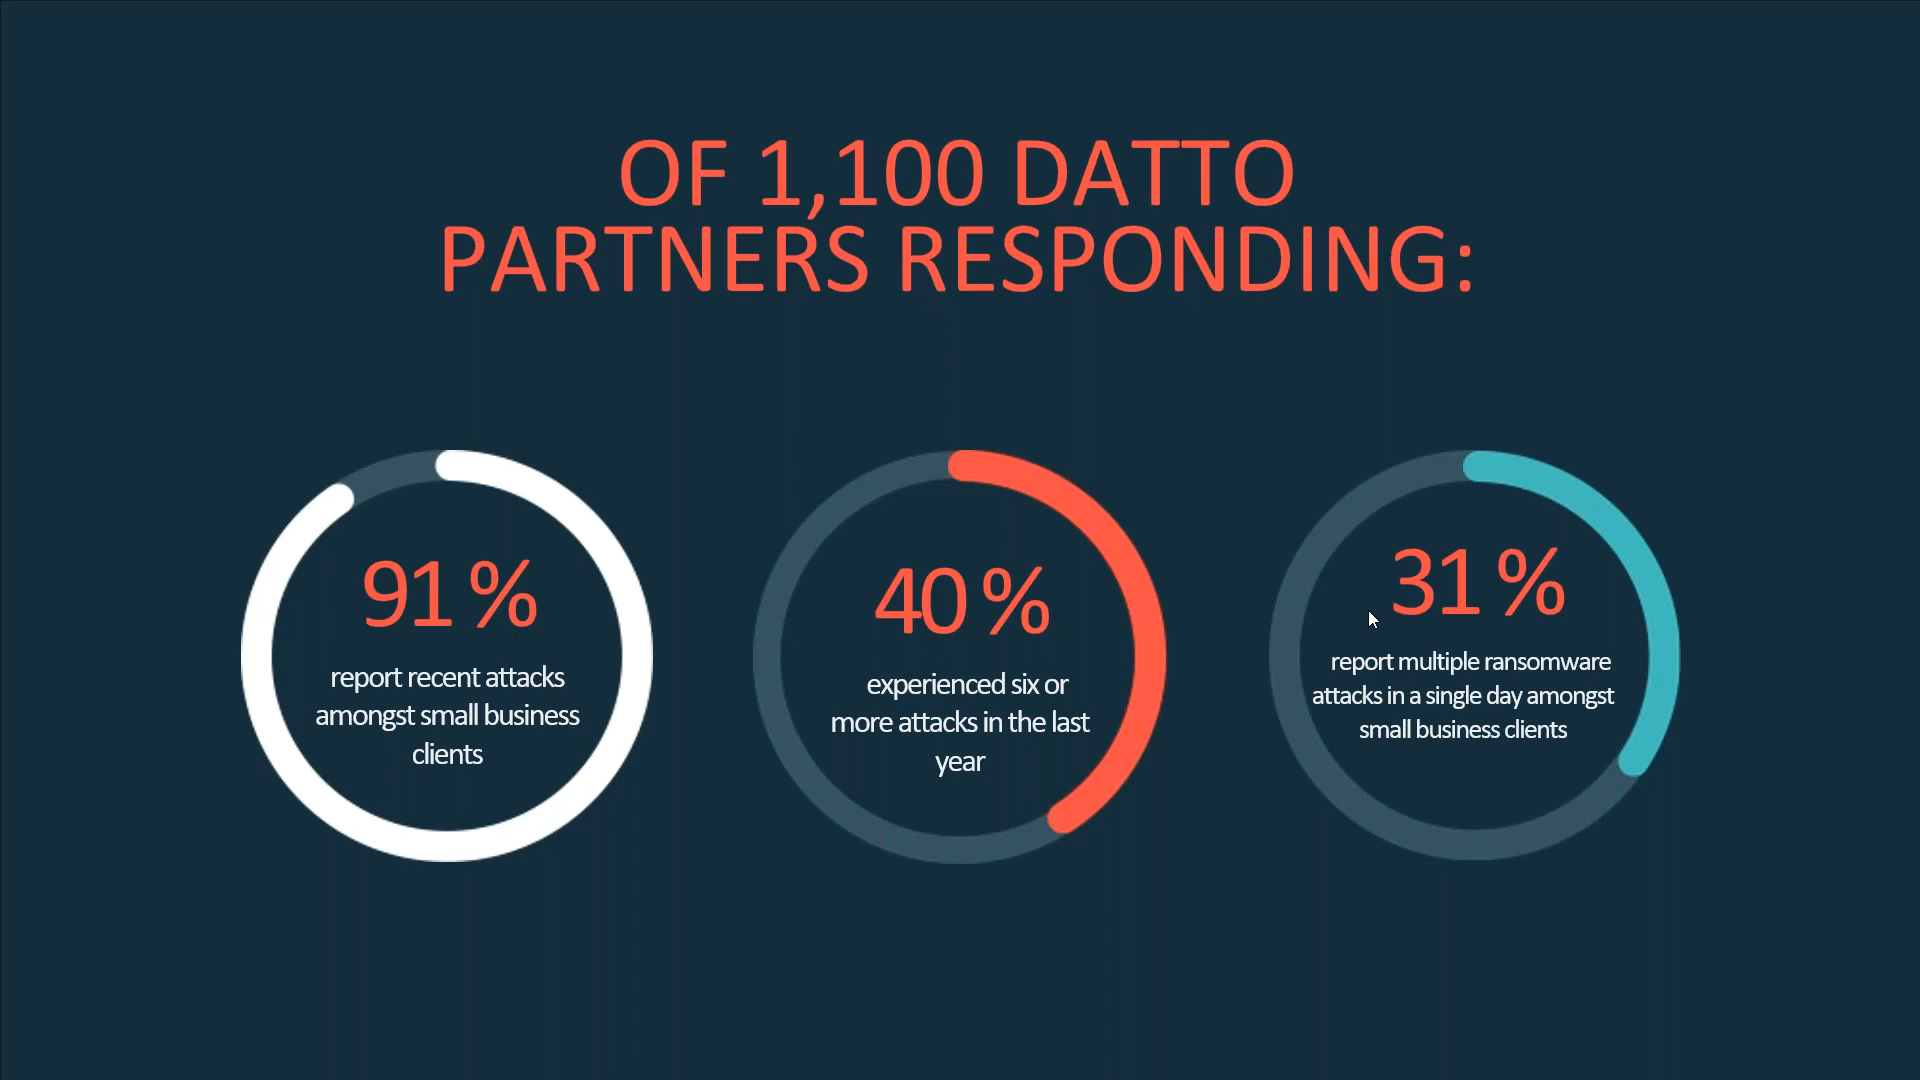 OF 1,100 DATTO
PARTNERS RESPONDING:
91 %
report recent attacks
amongst small business
clients
40 %
experienced six or
more attacks in the last
year
31 %
report multiple ransomware
attacks in a single day amongst
small business clients